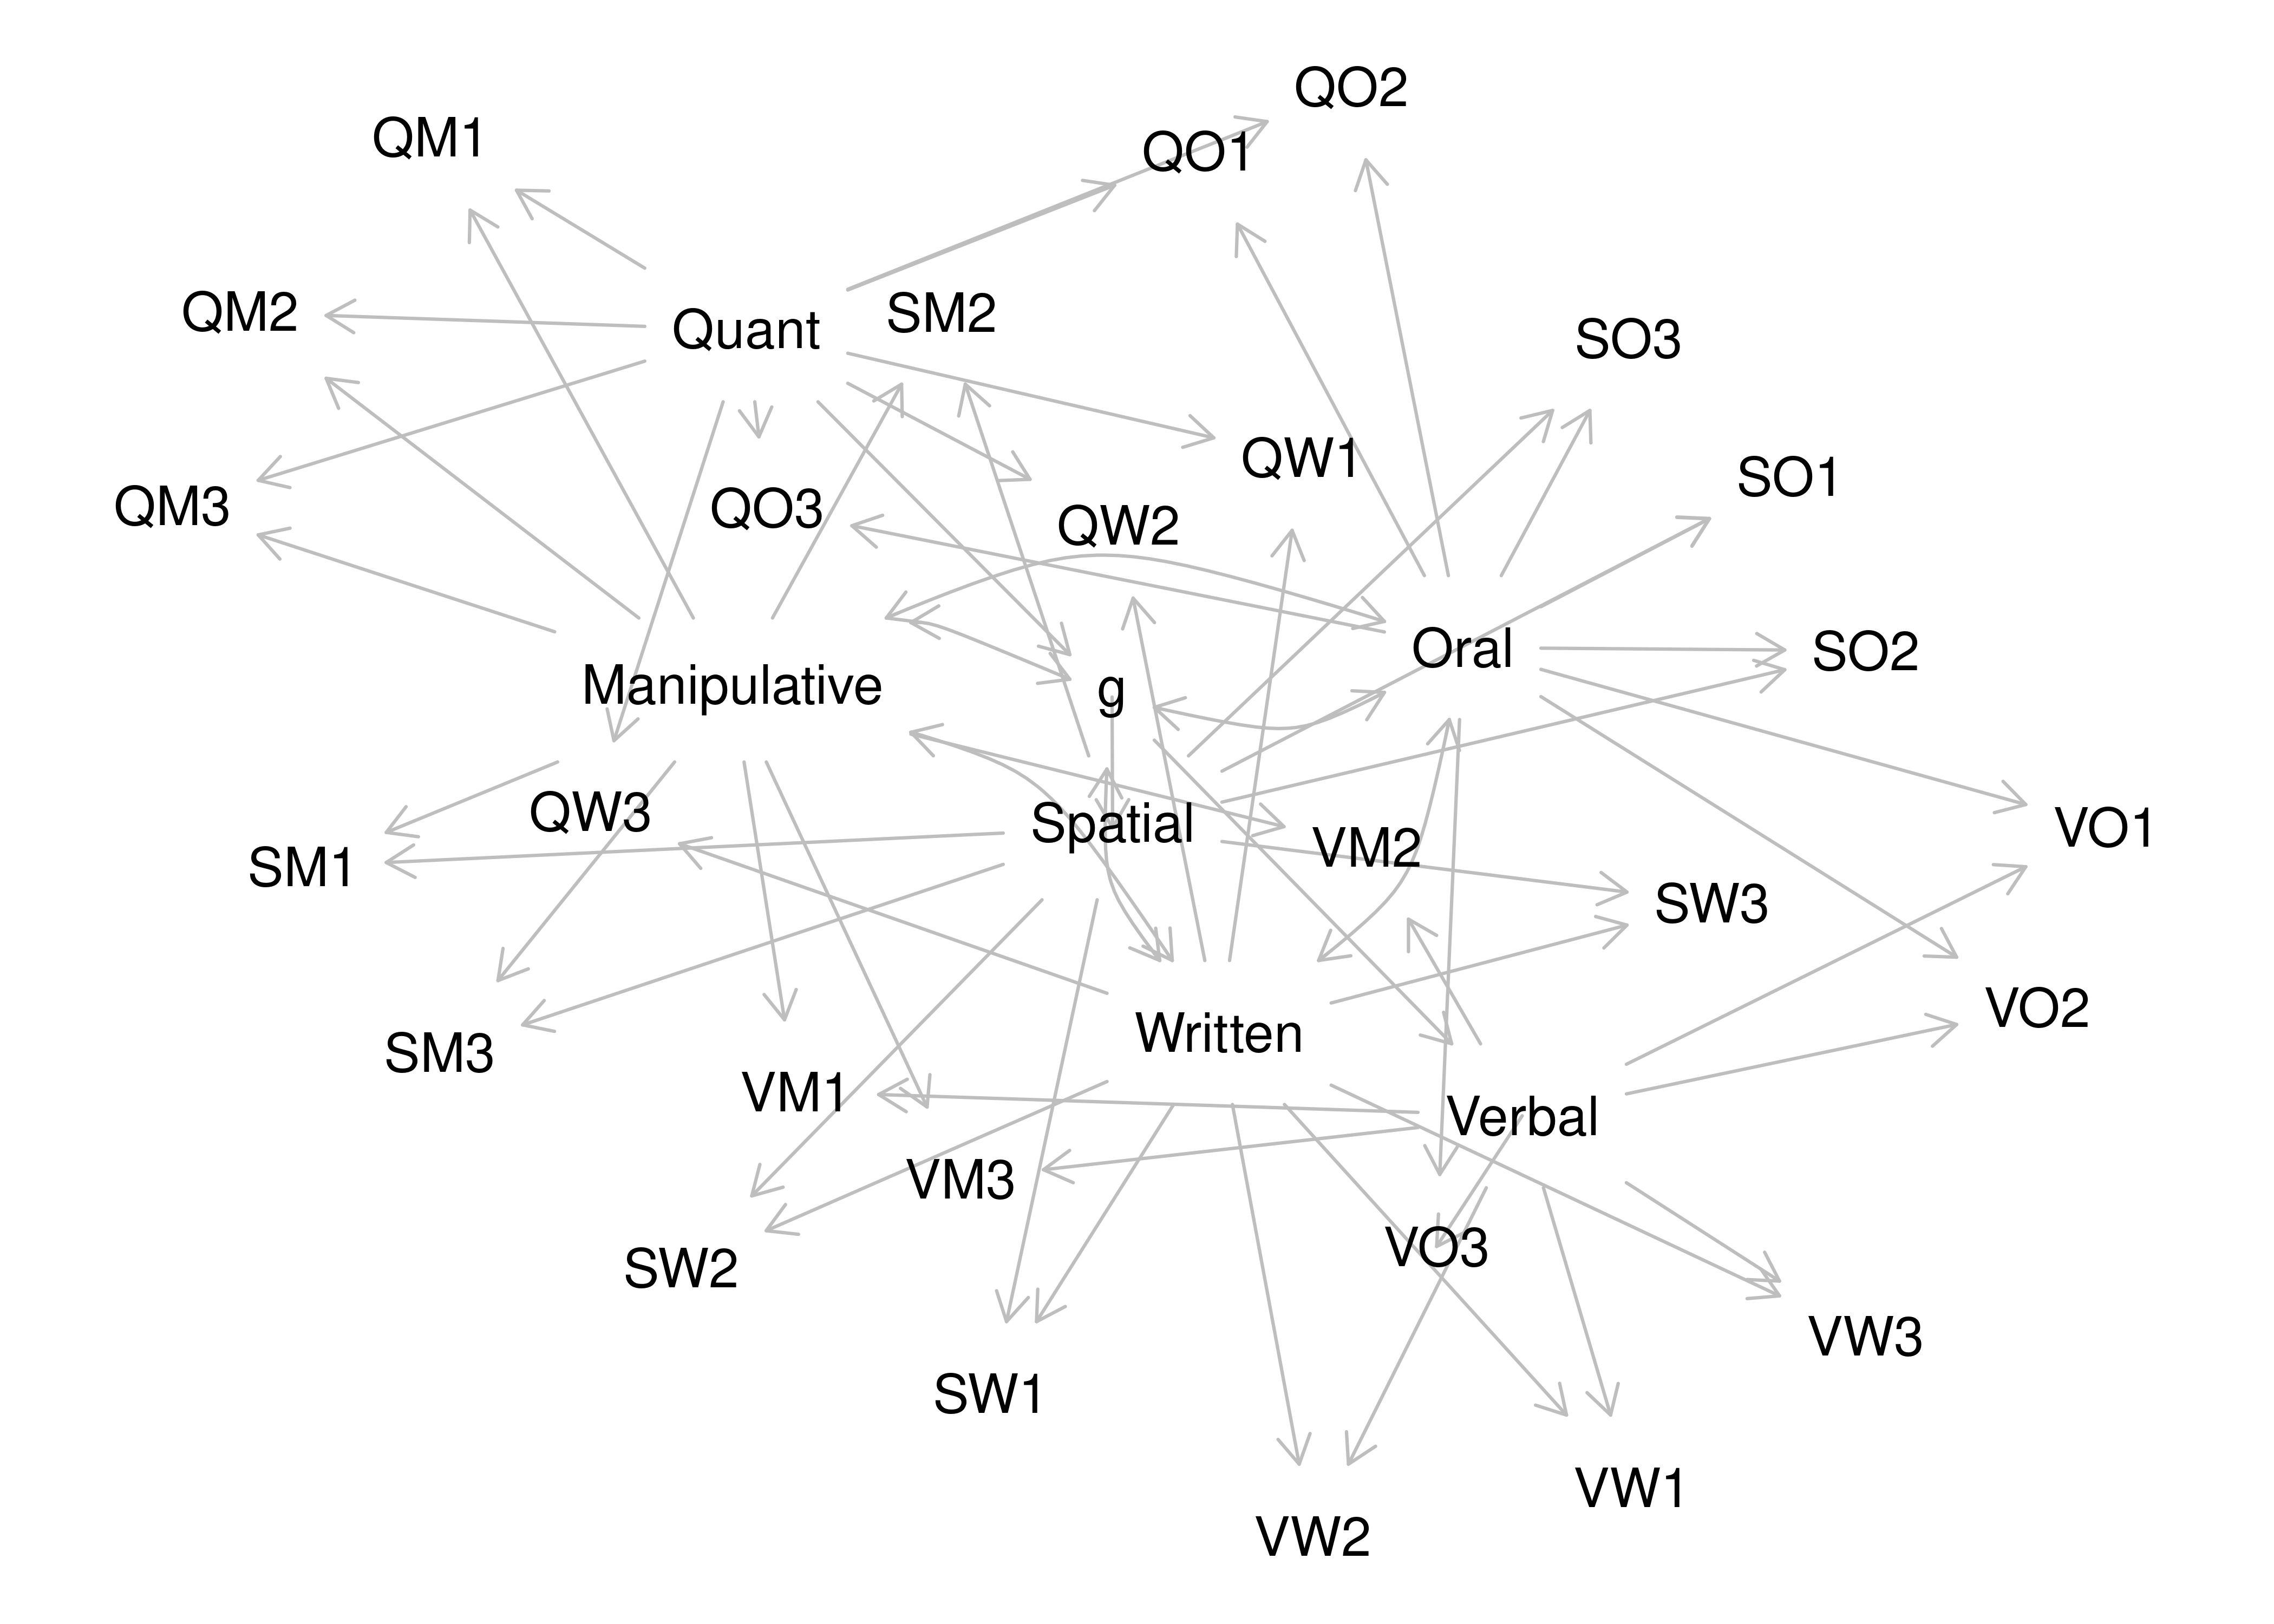 QO2
QM1
QO1
QM2
SM2
Quant
SO3
QW1
SO1
QM3
QO3
QW2
Oral
SO2
Manipulative
g
QW3
Spatial
VO1
VM2
SM1
SW3
VO2
Written
SM3
VM1
Verbal
VM3
VO3
SW2
VW3
SW1
VW1
VW2